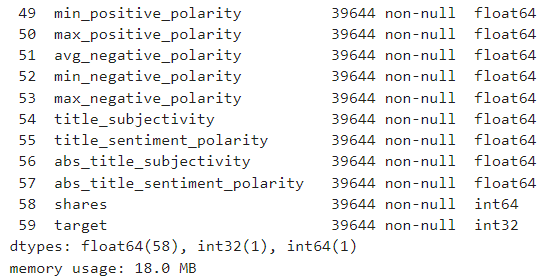 49 min_positive_polarity 39644 non-null float64
50 max_positive_polarity 39644 non-null float64
51 avg_negative_polarity 39644 non-null float64
52 min_negative_polarity 39644 non-null float64
53 max_negative_polarity 39644 non-null float64
54 title_subjectivity 39644 non-null float64
55 title_sentiment_polarity 39644 non-null float64
56 abs_title_subjectivity 39644 non-null float64
57 abs_title_sentiment_polarity 39644 non-null float64
58 shares 39644 non-null int64
59 target 39644 non-null int32
dtypes: float64(58), int32(1), int64(1)
memory usage: 18.0 MB